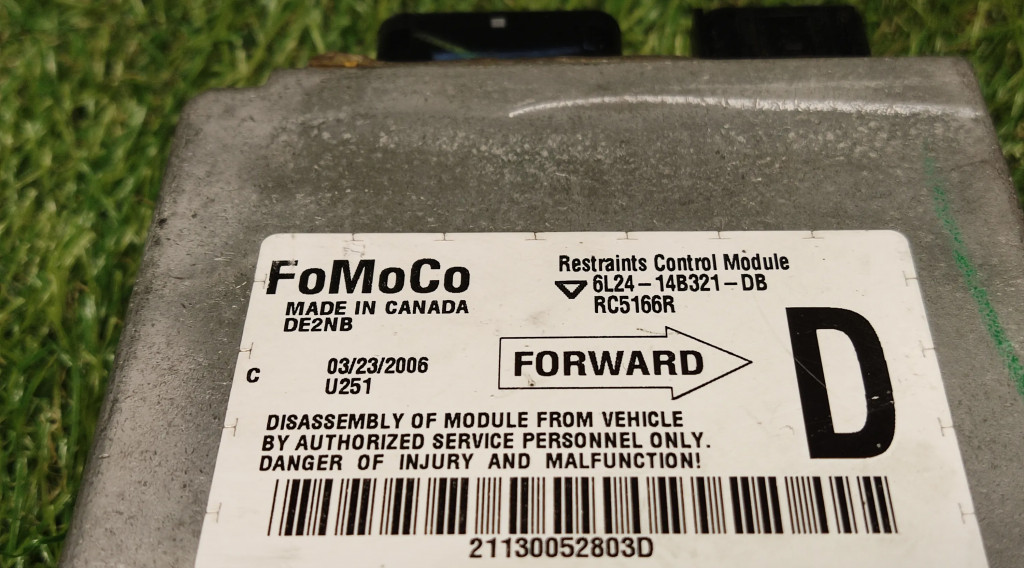 FoMoCo
MADE IN CANADA
DE2NB
Restraints Control Module
6L24-14B321-DB
RC5166R
C
03/23/2006
U251
FORWARD
D
DISASSEMBLY OF MODULE FROM VEHICLE
BY AUTHORIZED SERVICE PERSONNEL ONLY.
DANGER OF INJURY AND MALFUNCTION!
21130052803D